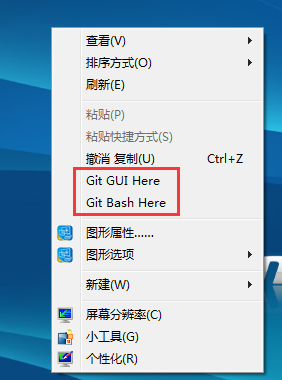 查看(V)
排序方式(O)
刷新(E)
粘贴(P)
粘贴快捷方式(S)
撤消 复制(U) Ctrl+Z
Git GUI Here
Git Bash Here
图形属性......
图形选项
新建(W)
屏幕分辨率(C)
小工具(G)
个性化(R)